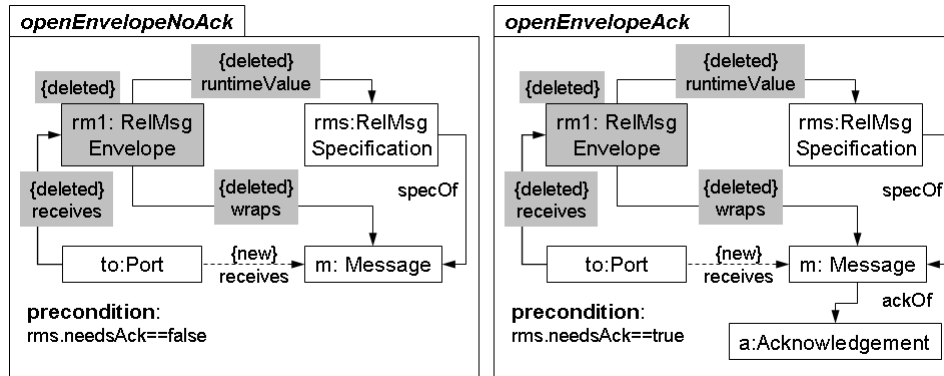 openEnvelopeNoAck
{deleted}
runtimeValue
{deleted}
rm1: RelMsg
Envelope
rms:RelMsg
Specification
{deleted}
receives
{deleted}
wraps
specOf
to:Port
{new}
receives
m: Message
precondition:
rms.needsAck==false
openEnvelopeAck
{deleted}
runtimeValue
{deleted}
rm1: RelMsg
Envelope
rms:RelMsg
Specification
{deleted}
receives
{deleted}
wraps
specOf
to:Port
{new}
receives
m: Message
ackOf
precondition:
rms.needsAck==true
a:Acknowledgement